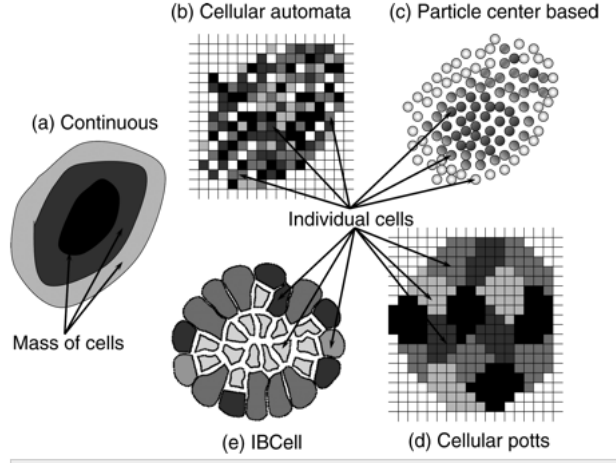 (b) Cellular automata
(c) Particle center based
(a) Continuous
Individual cells
Mass of cells
(e) IBCell
(d) Cellular potts